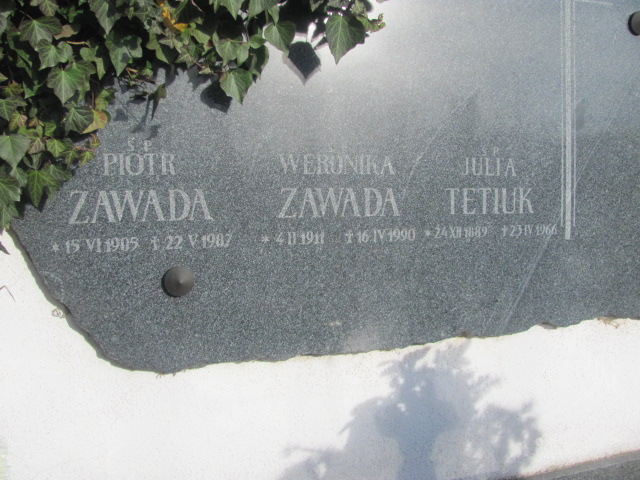 Ś.P.
PIOTR
ZAWADA
* 15 VI 1905 ‡ 22 V 1987
WERONIKA
ZAWADA
* 4 II 1911 ‡ 16 IV 1990
Ś.P.
JULIA
TETIUK
* 24 XII 1889 ‡ 23 IV 1966